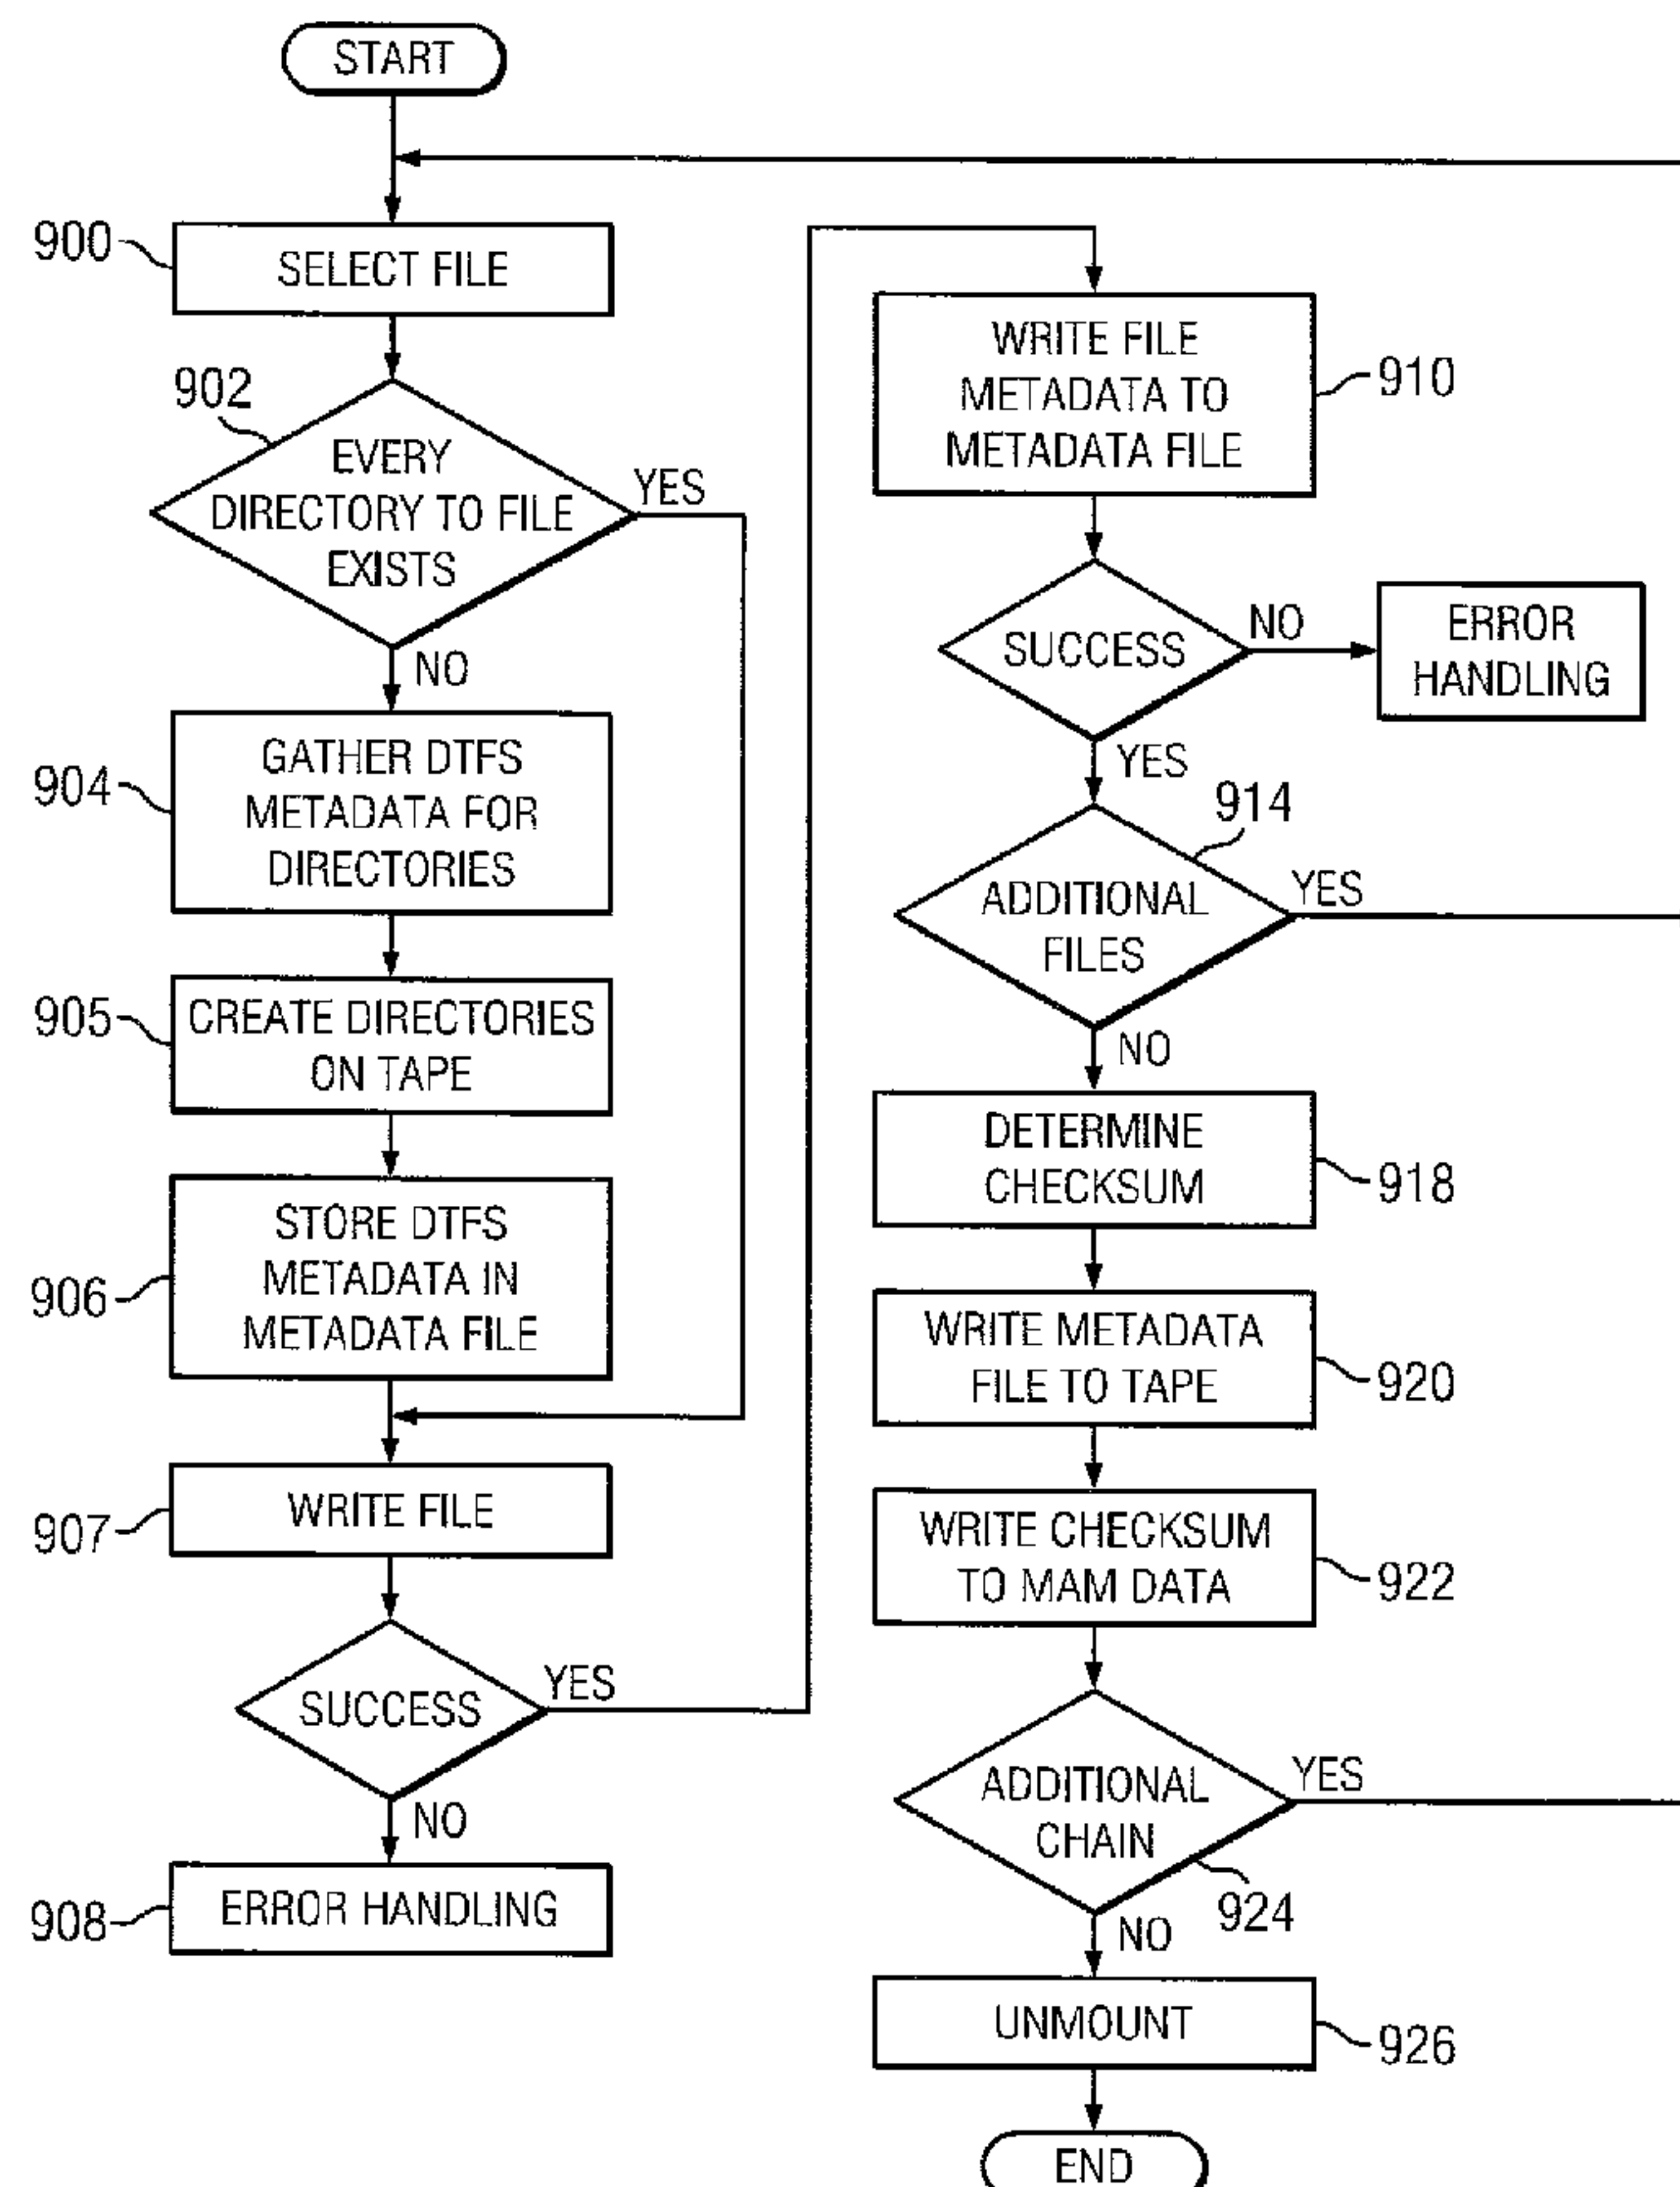 START
900
SELECT FILE
902
EVERY
DIRECTORY TO FILE
EXISTS
YES
NO
904
GATHER DTFS
METADATA FOR
DIRECTORIES
905
CREATE DIRECTORIES
ON TAPE
906
STORE DTFS
METADATA IN
METADATA FILE
907
WRITE FILE
SUCCESS
YES
NO
908
ERROR HANDLING
WRITE FILE
METADATA TO
METADATA FILE
910
SUCCESS
NO
ERROR
HANDLING
YES
914
ADDITIONAL
FILES
YES
NO
DETERMINE
CHECKSUM
918
WRITE METADATA
FILE TO TAPE
920
WRITE CHECKSUM
TO MAM DATA
922
ADDITIONAL
CHAIN
YES
924
NO
UNMOUNT
926
END